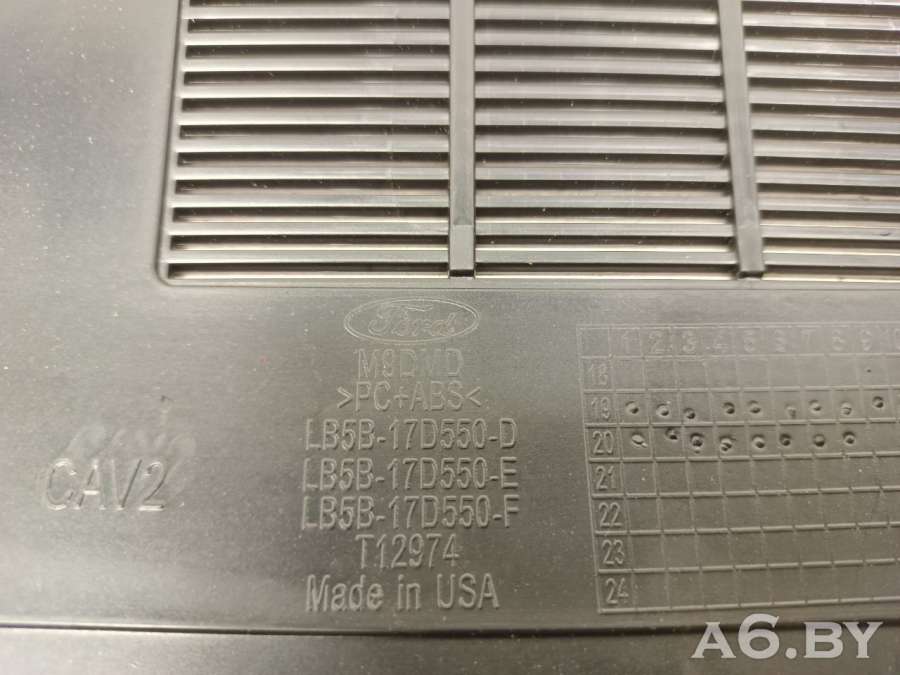 Ford
M8DMD
>PC+ABS<
LB5B-17D550-D
LB5B-17D550-E
LB5B-17D550-F
T12974
Made in USA
CAV2
1 2 3 4 5 6 7 8 9
18
19
20
21
22
23
24
A6.BY